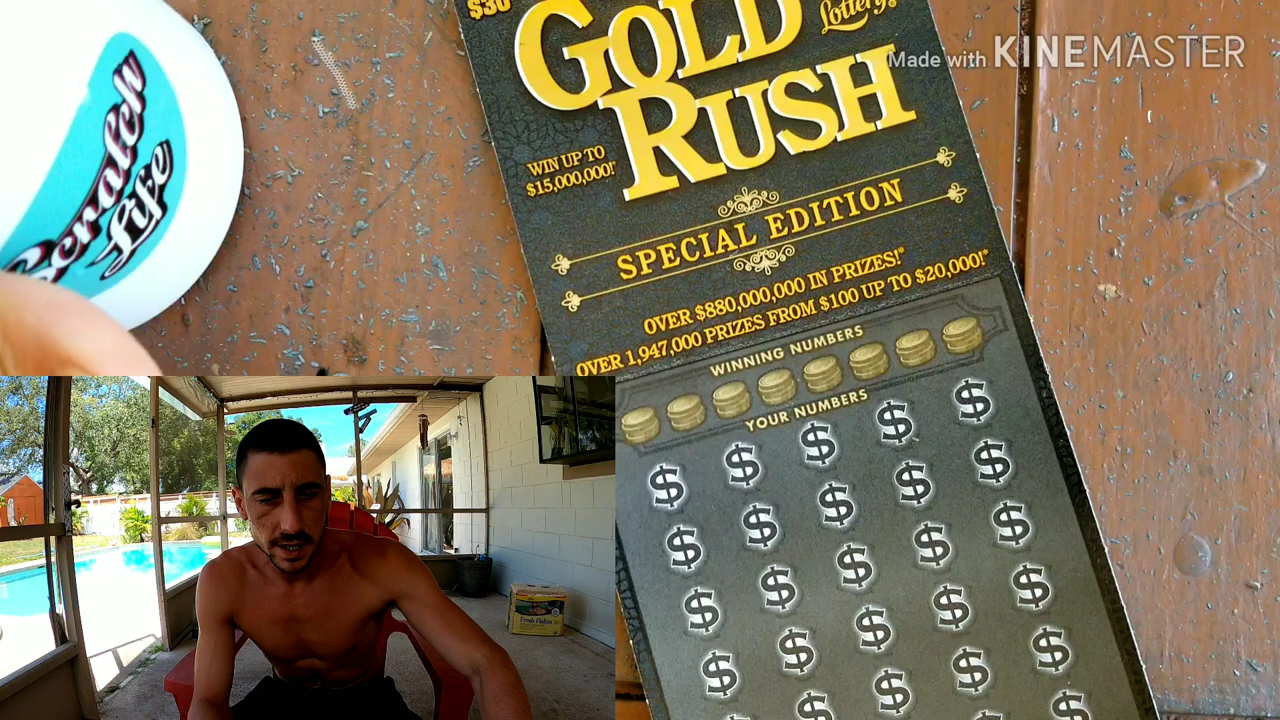 $30
GOLD
RUSH
Lottery
Made with KINEMASTER
Scratch
Life
WIN UP TO
$15,000,000!
SPECIAL EDITION
OVER $880,000,000 IN PRIZES!*
OVER 1,947,000 PRIZES FROM $100 UP TO $20,000!*
WINNING NUMBERS
YOUR NUMBERS
$ $ $ $ $
$ $ $ $ $
$ $ $ $ $
$ $ $ $ $
$ $ $ $ $
$ $ $ $ $